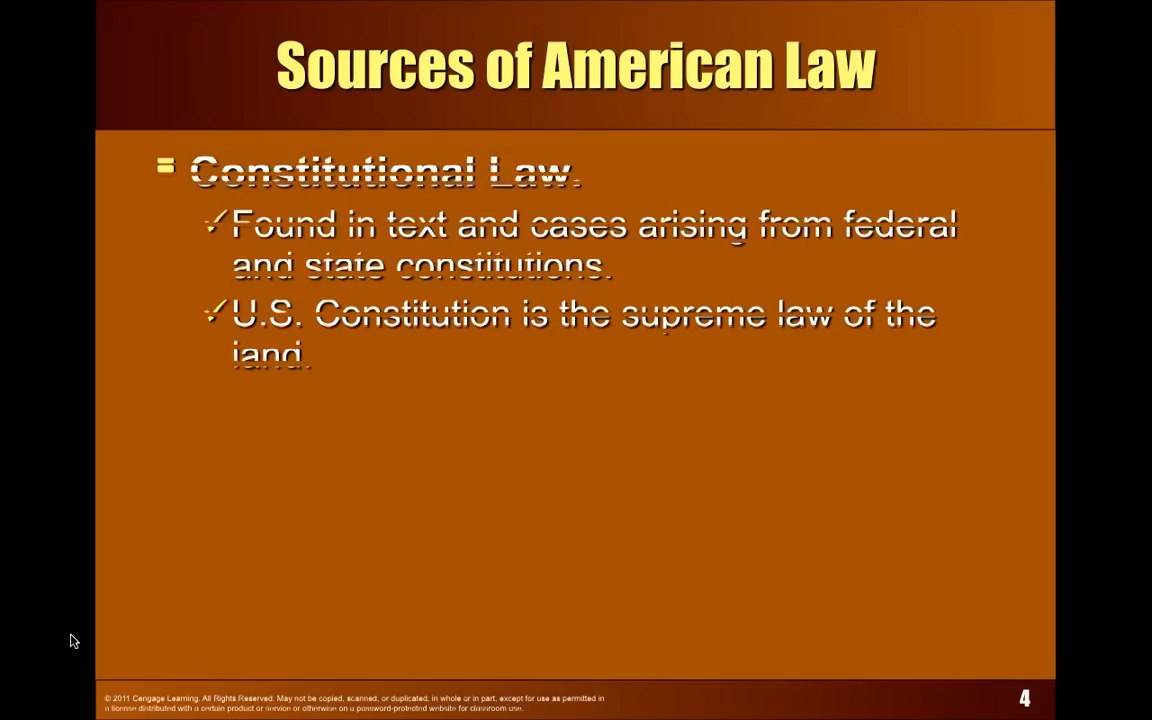 Sources of American Law
Constitutional Law.
Found in text and cases arising from federal
and state constitutions.
U.S. Constitution is the supreme law of the
land.
© 2011 Cengage Learning. All Rights Reserved. May not be copied, scanned, or duplicated, in whole or in part, except for use as permitted in
a license distributed with a certain product or service or otherwise on a password-protected website for classroom use.
4